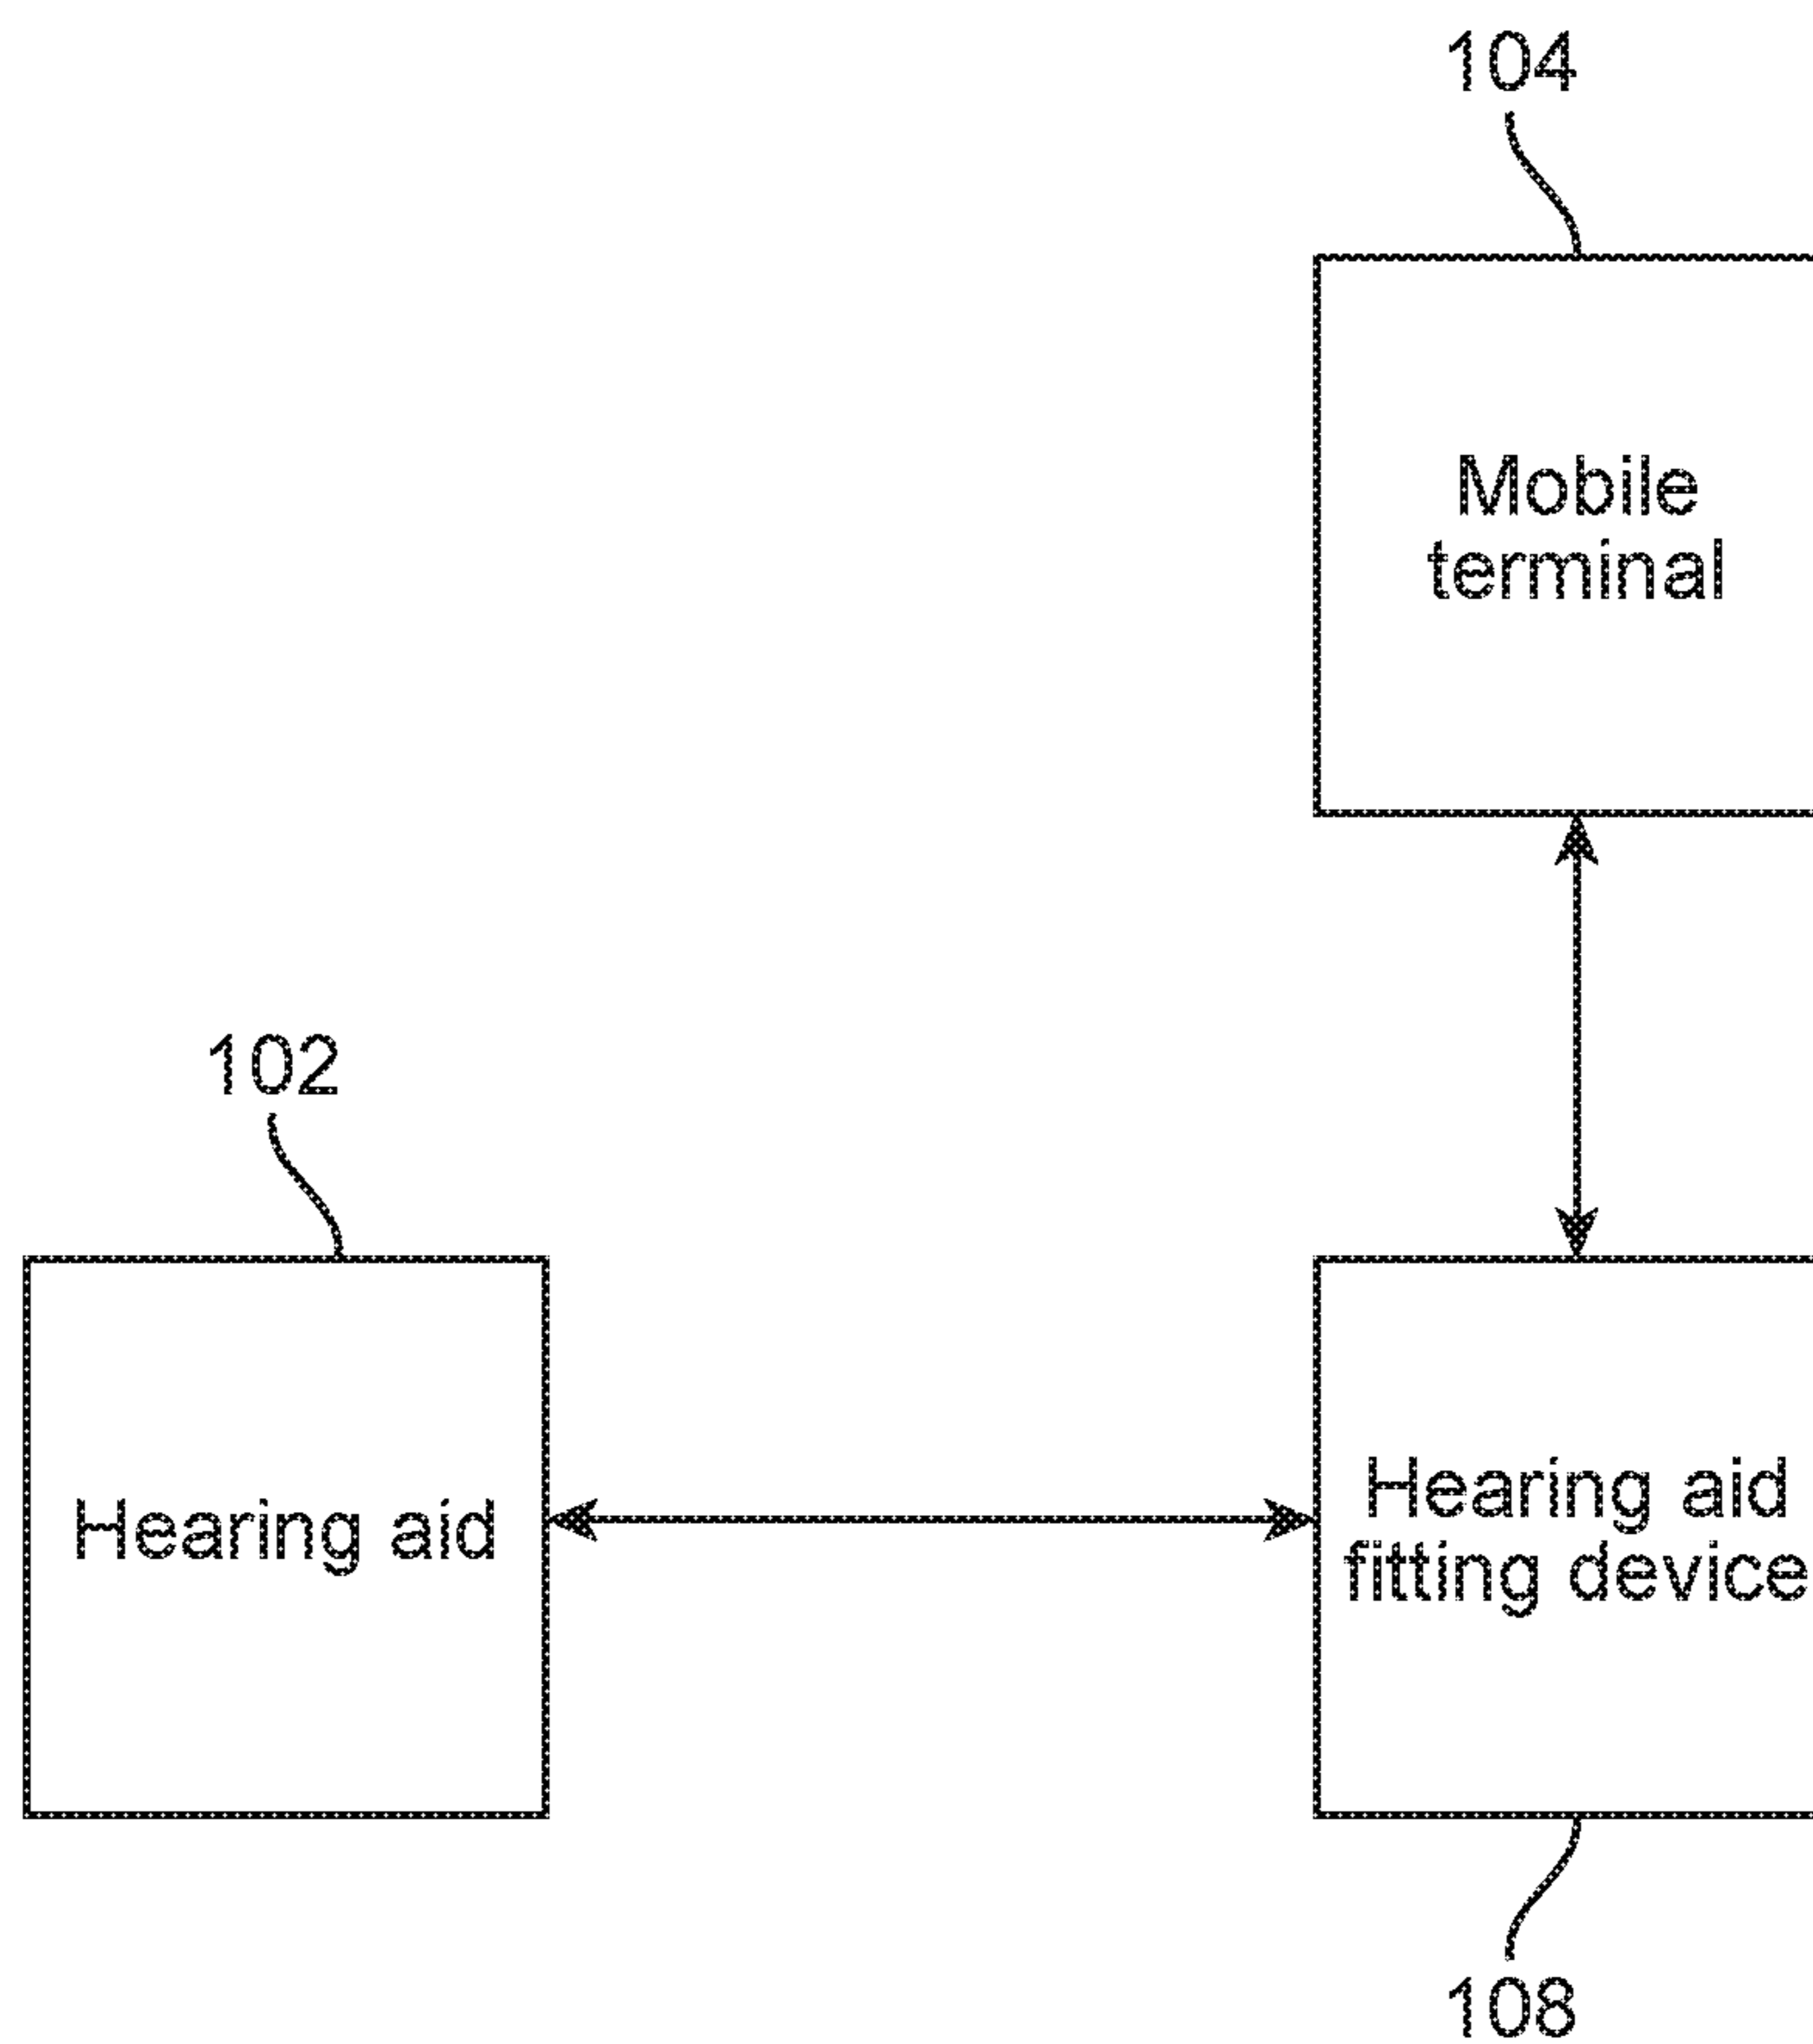 104
Mobile
terminal
102
Hearing aid
Hearing aid
fitting device
108